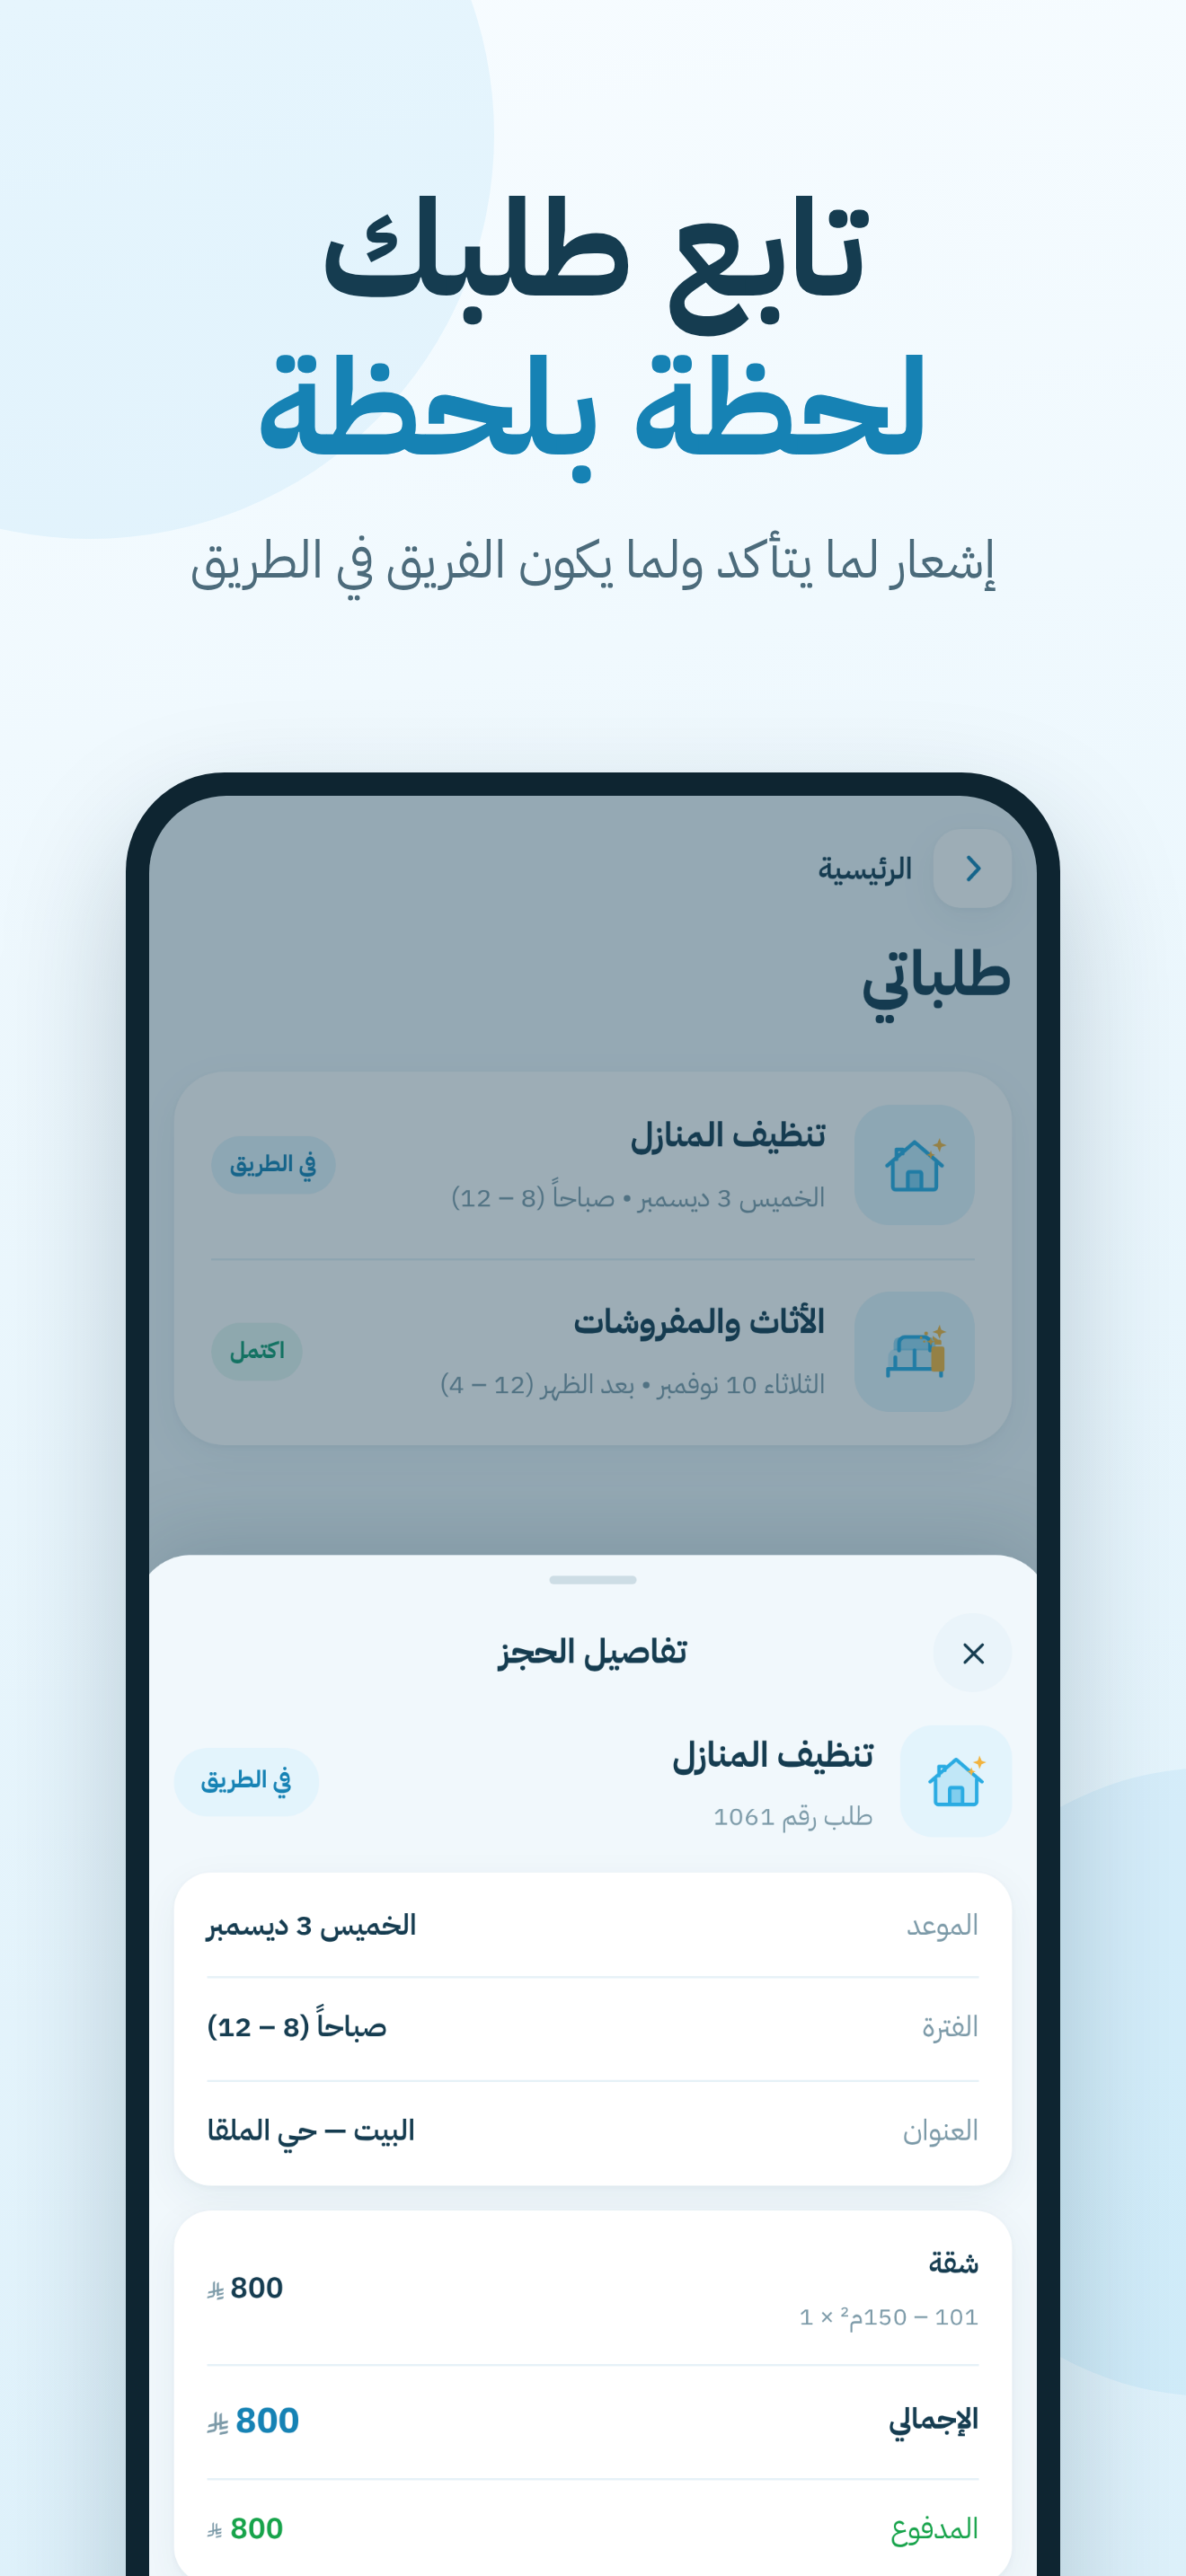 تابع طلبك
لحظة بلحظة
إشعار لما يتأكد ولما يكون الفريق في الطريق
الرئيسية
طلباتي
تنظيف المنازل
الخميس 3 ديسمبر • صباحاً (8 – 12)
في الطريق
الأثاث والمفروشات
الثلاثاء 10 نوفمبر • بعد الظهر (12 – 4)
اكتمل
تفاصيل الحجز
تنظيف المنازل
طلب رقم 1061
في الطريق
الموعد الخميس 3 ديسمبر
الفترة صباحاً (8 – 12)
العنوان البيت — حي الملقا
شقة
101 – 150م² × 1
800 ⃁
الإجمالي 800 ⃁
المدفوع 800 ⃁